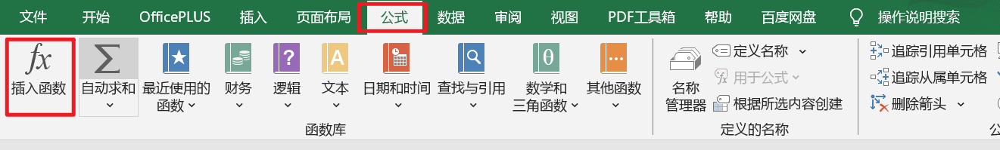 文件 开始 OfficePLUS 插入 页面布局 公式 数据 审阅 视图 PDF工具箱 帮助 百度网盘 操作说明搜索
fx 插入函数
Σ 自动求和
最近使用的
函数
财务
? 逻辑
A 文本
日期和时间
查找与引用
θ 数学和
三角函数
其他函数
函数库
名称
管理器
定义名称
fx 用于公式
根据所选内容创建
定义的名称
追踪引用单元格
追踪从属单元格
删除箭头